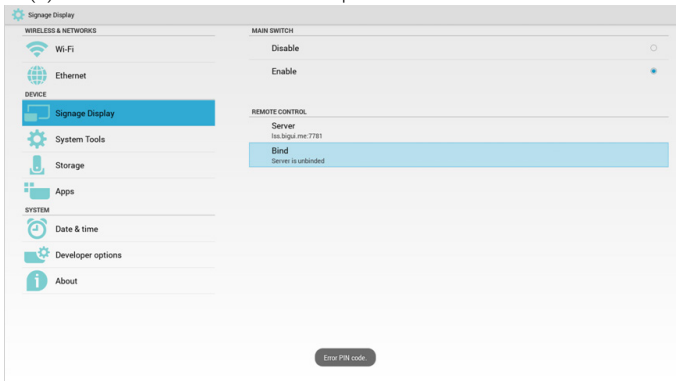 Signage Display
WIRELESS & NETWORKS
Wi-Fi
Ethernet
DEVICE
Signage Display
System Tools
Storage
Apps
SYSTEM
Date & time
Developer options
About
MAIN SWITCH
Disable
Enable
REMOTE CONTROL
Server
lss.bigui.me:7781
Bind
Server is unbinded
Error PIN code.